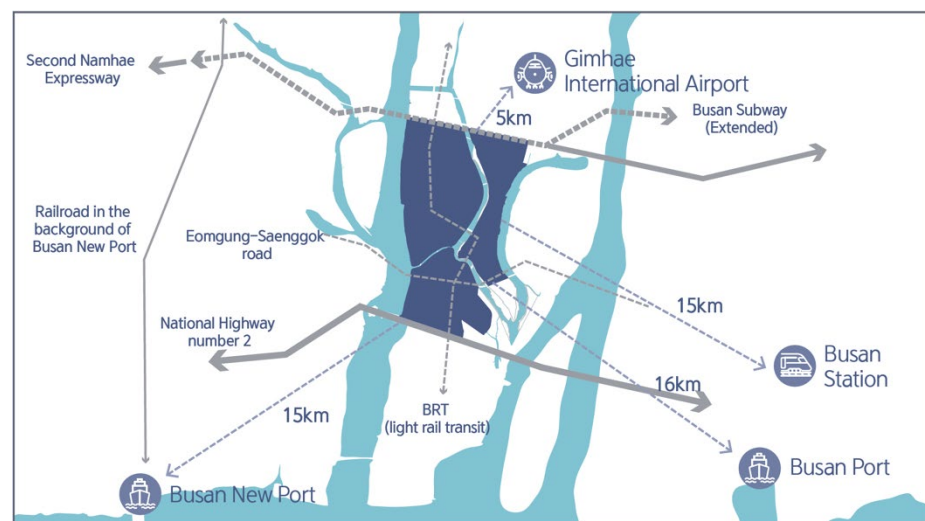 Second Namhae
Expressway
Gimhae
International Airport
5km
Busan Subway
(Extended)
Railroad in the
background of
Busan New Port
Eomgung-Saenggok
road
15km
National Highway
number 2
Busan
Station
16km
15km
BRT
(light rail transit)
Busan New Port
Busan Port